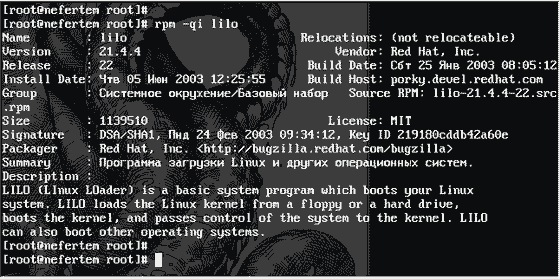 [root@nefertem root]#
[root@nefertem root]# rpm -qi lilo
Name        : lilo                         Relocations: (not relocateable)
Version     : 21.4.4                            Vendor: Red Hat, Inc.
Release     : 22                            Build Date: Сбт 25 Янв 2003 08:05:12
Install Date: Чтв 05 Июн 2003 12:25:55      Build Host: porky.devel.redhat.com
Group       : Системное окружение/Базовый набор   Source RPM: lilo-21.4.4-22.src
.rpm
Size        : 1139510                          License: MIT
Signature   : DSA/SHA1, Пнд 24 фев 2003 09:34:12, Key ID 219180cddb42a60e
Packager    : Red Hat, Inc. <http://bugzilla.redhat.com/bugzilla>
Summary     : Программа загрузки Linux и других операционных систем.
Description :
LILO (LInux LOader) is a basic system program which boots your Linux
system. LILO loads the Linux kernel from a floppy or a hard drive,
boots the kernel, and passes control of the system to the kernel. LILO
can also boot other operating systems.
[root@nefertem root]#
[root@nefertem root]#